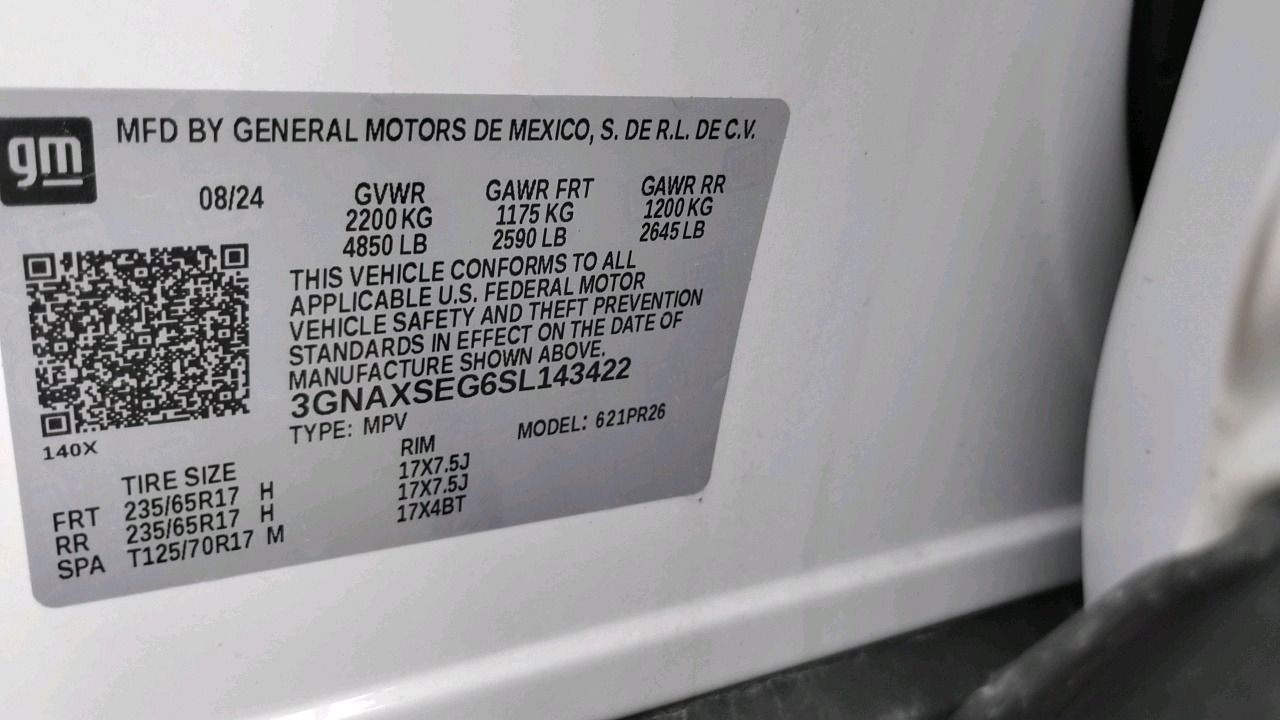 gm
MFD BY GENERAL MOTORS DE MEXICO, S. DE R.L. DE C.V.
08/24 GVWR GAWR FRT GAWR RR
2200 KG 1175 KG 1200 KG
4850 LB 2590 LB 2645 LB
THIS VEHICLE CONFORMS TO ALL
APPLICABLE U.S. FEDERAL MOTOR
VEHICLE SAFETY AND THEFT PREVENTION
STANDARDS IN EFFECT ON THE DATE OF
MANUFACTURE SHOWN ABOVE.
3GNAXSEG6SL143422
140X
TYPE: MPV MODEL: 621PR26
TIRE SIZE RIM
FRT 235/65R17 H 17X7.5J
RR 235/65R17 H 17X7.5J
SPA T125/70R17 M 17X4BT